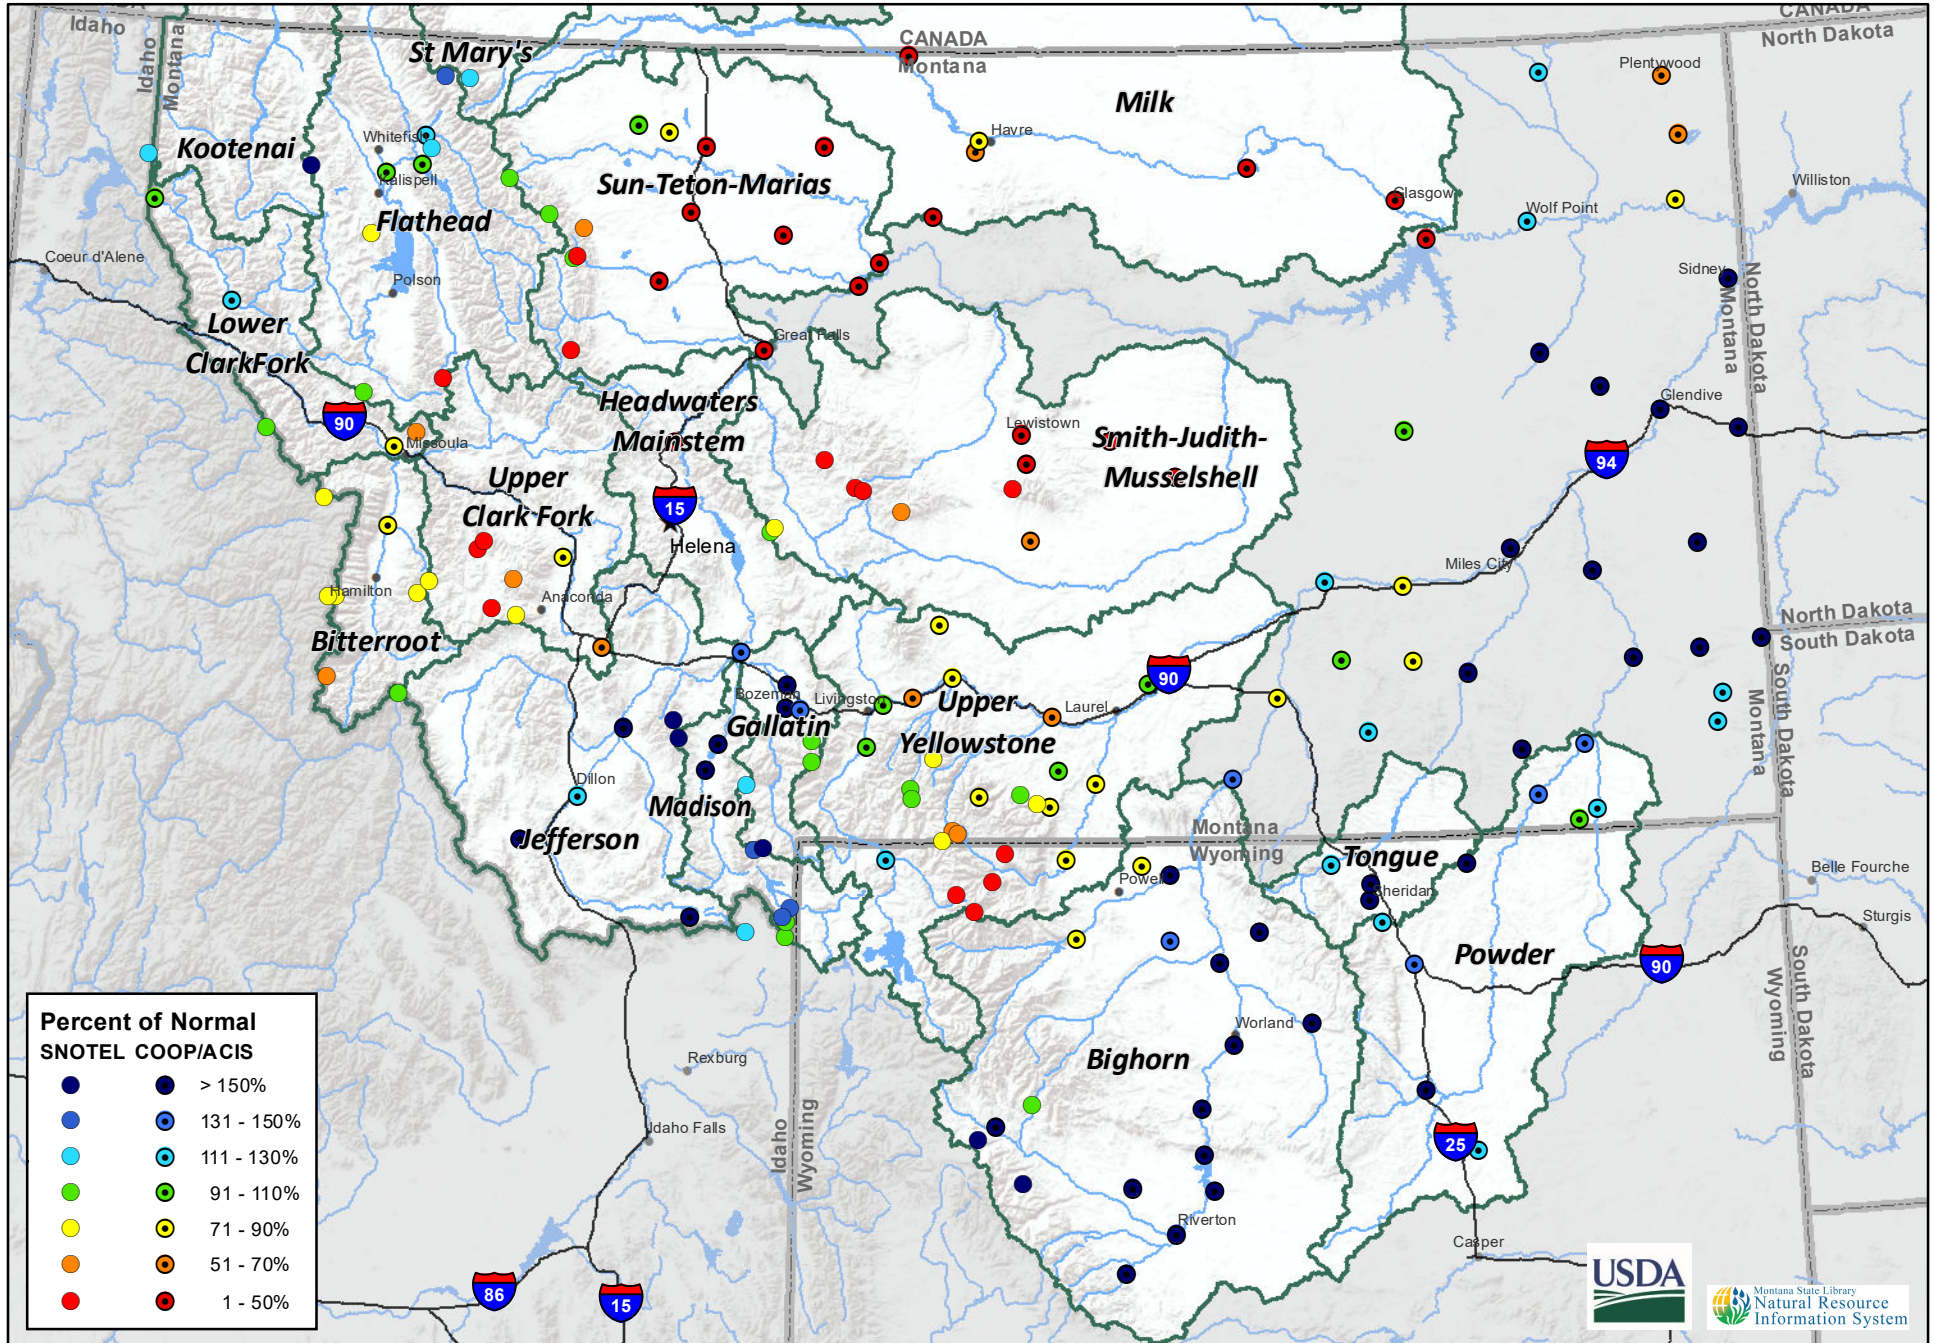 CANADA
Idaho
North Dakota
Idaho
Montana
St Mary's
CANADA
Montana
Plentywood
Milk
Havre
Whitefish
Kootenai
Kalispell
Sun-Teton-Marias
Glasgow
Williston
Wolf Point
Flathead
Coeur d'Alene
Polson
Sidney
North Dakota
Montana
Lower
ClarkFork
Great Falls
Headwaters
Mainstem
Glendive
90
Missoula
Lewistown
Smith-Judith-
Musselshell
94
Upper
Clark Fork
15
Helena
Miles City
Hamilton
Anaconda
North Dakota
South Dakota
Bitterroot
90
Bozeman
Livingston
Laurel
Upper
Yellowstone
Gallatin
South Dakota
Montana
Dillon
Madison
Jefferson
Montana
Wyoming
Tongue
Powell
Sheridan
Belle Fourche
Sturgis
Powder
90
South Dakota
Wyoming
Worland
Rexburg
Bighorn
Idaho Falls
Idaho
Wyoming
25
Riverton
Casper
86
15
Percent of Normal
SNOTEL COOP/ACIS
> 150%
131 - 150%
111 - 130%
91 - 110%
71 - 90%
51 - 70%
1 - 50%
USDA
Montana State Library
Natural Resource
Information System